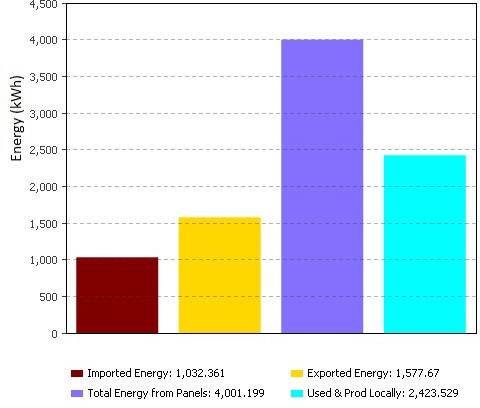 4,500
4,000
3,500
3,000
2,500
2,000
1,500
1,000
500
0
Energy (kWh)
Imported Energy: 1,032.361
Exported Energy: 1,577.67
Total Energy from Panels: 4,001.199
Used & Prod Locally: 2,423.529